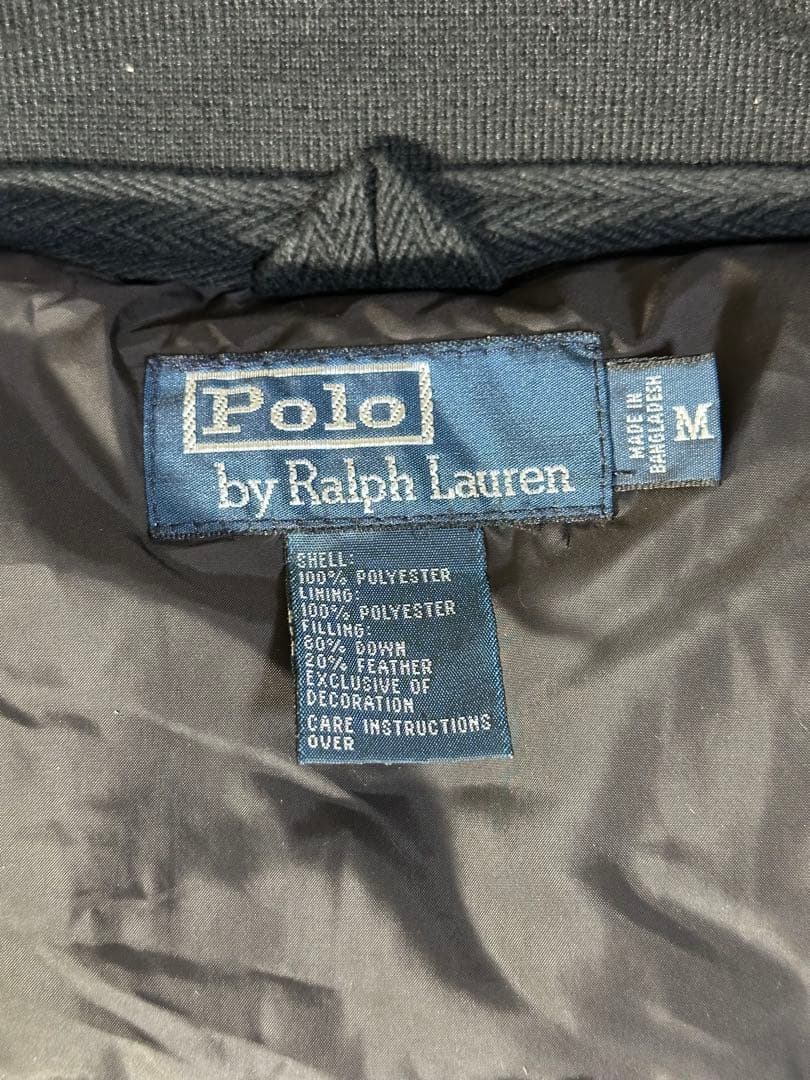 Polo
by Ralph Lauren
MADE IN
BANGLADESH
M
SHELL:
100% POLYESTER
LINING:
100% POLYESTER
FILLING:
80% DOWN
20% FEATHER
EXCLUSIVE OF
DECORATION
CARE INSTRUCTIONS
OVER